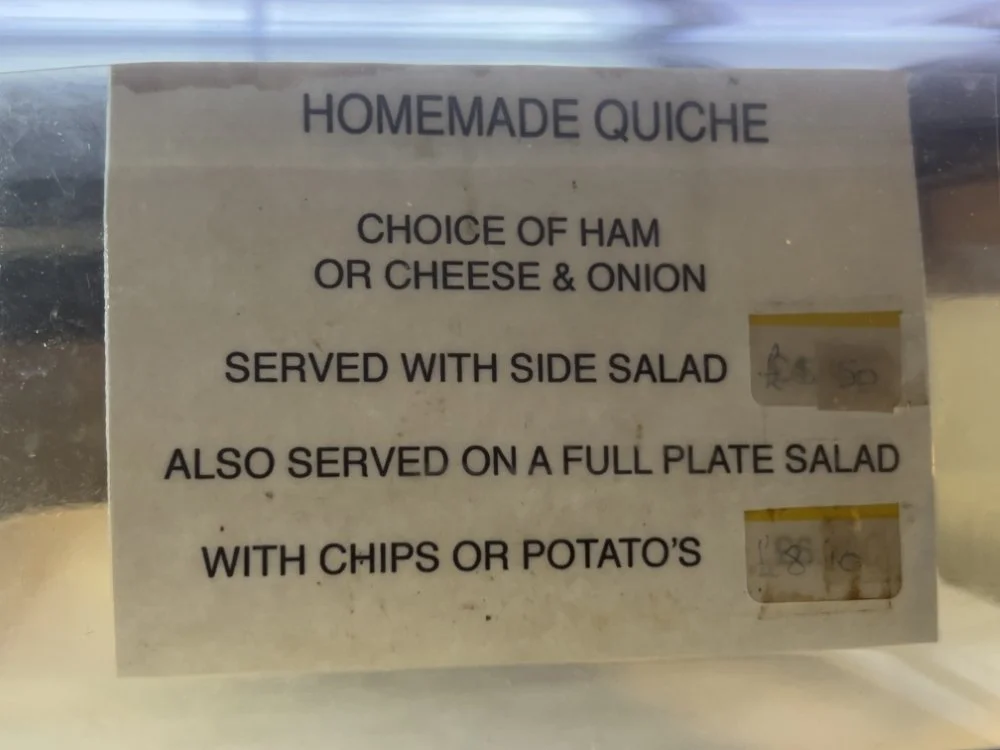 HOMEMADE QUICHE
CHOICE OF HAM
OR CHEESE & ONION
SERVED WITH SIDE SALAD
ALSO SERVED ON A FULL PLATE SALAD
WITH CHIPS OR POTATO'S